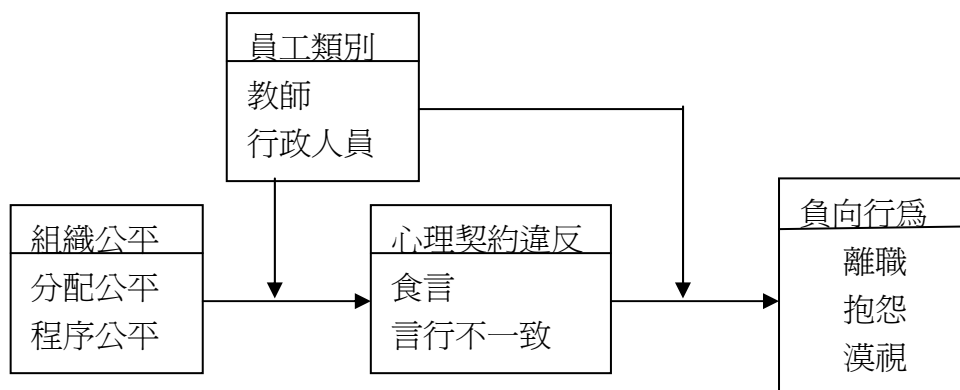 員工類別
教師
行政人員
組織公平
分配公平
程序公平
心理契約違反
食言
言行不一致
負向行為
離職
抱怨
漠視